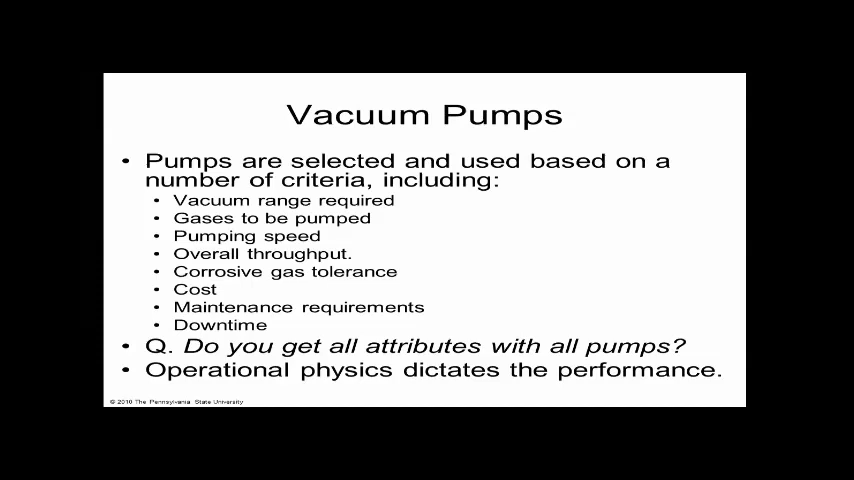 Vacuum Pumps
• Pumps are selected and used based on a
number of criteria, including:
• Vacuum range required
• Gases to be pumped
• Pumping speed
• Overall throughput.
• Corrosive gas tolerance
• Cost
• Maintenance requirements
• Downtime
• Q. Do you get all attributes with all pumps?
• Operational physics dictates the performance.
© 2010 The Pennsylvania State University